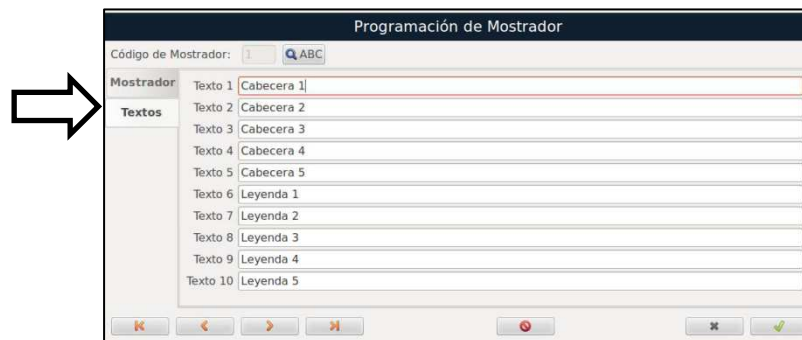 Programación de Mostrador
Código de Mostrador: 1 ABC
Mostrador
Textos
Texto 1 Cabecera 1
Texto 2 Cabecera 2
Texto 3 Cabecera 3
Texto 4 Cabecera 4
Texto 5 Cabecera 5
Texto 6 Leyenda 1
Texto 7 Leyenda 2
Texto 8 Leyenda 3
Texto 9 Leyenda 4
Texto 10 Leyenda 5